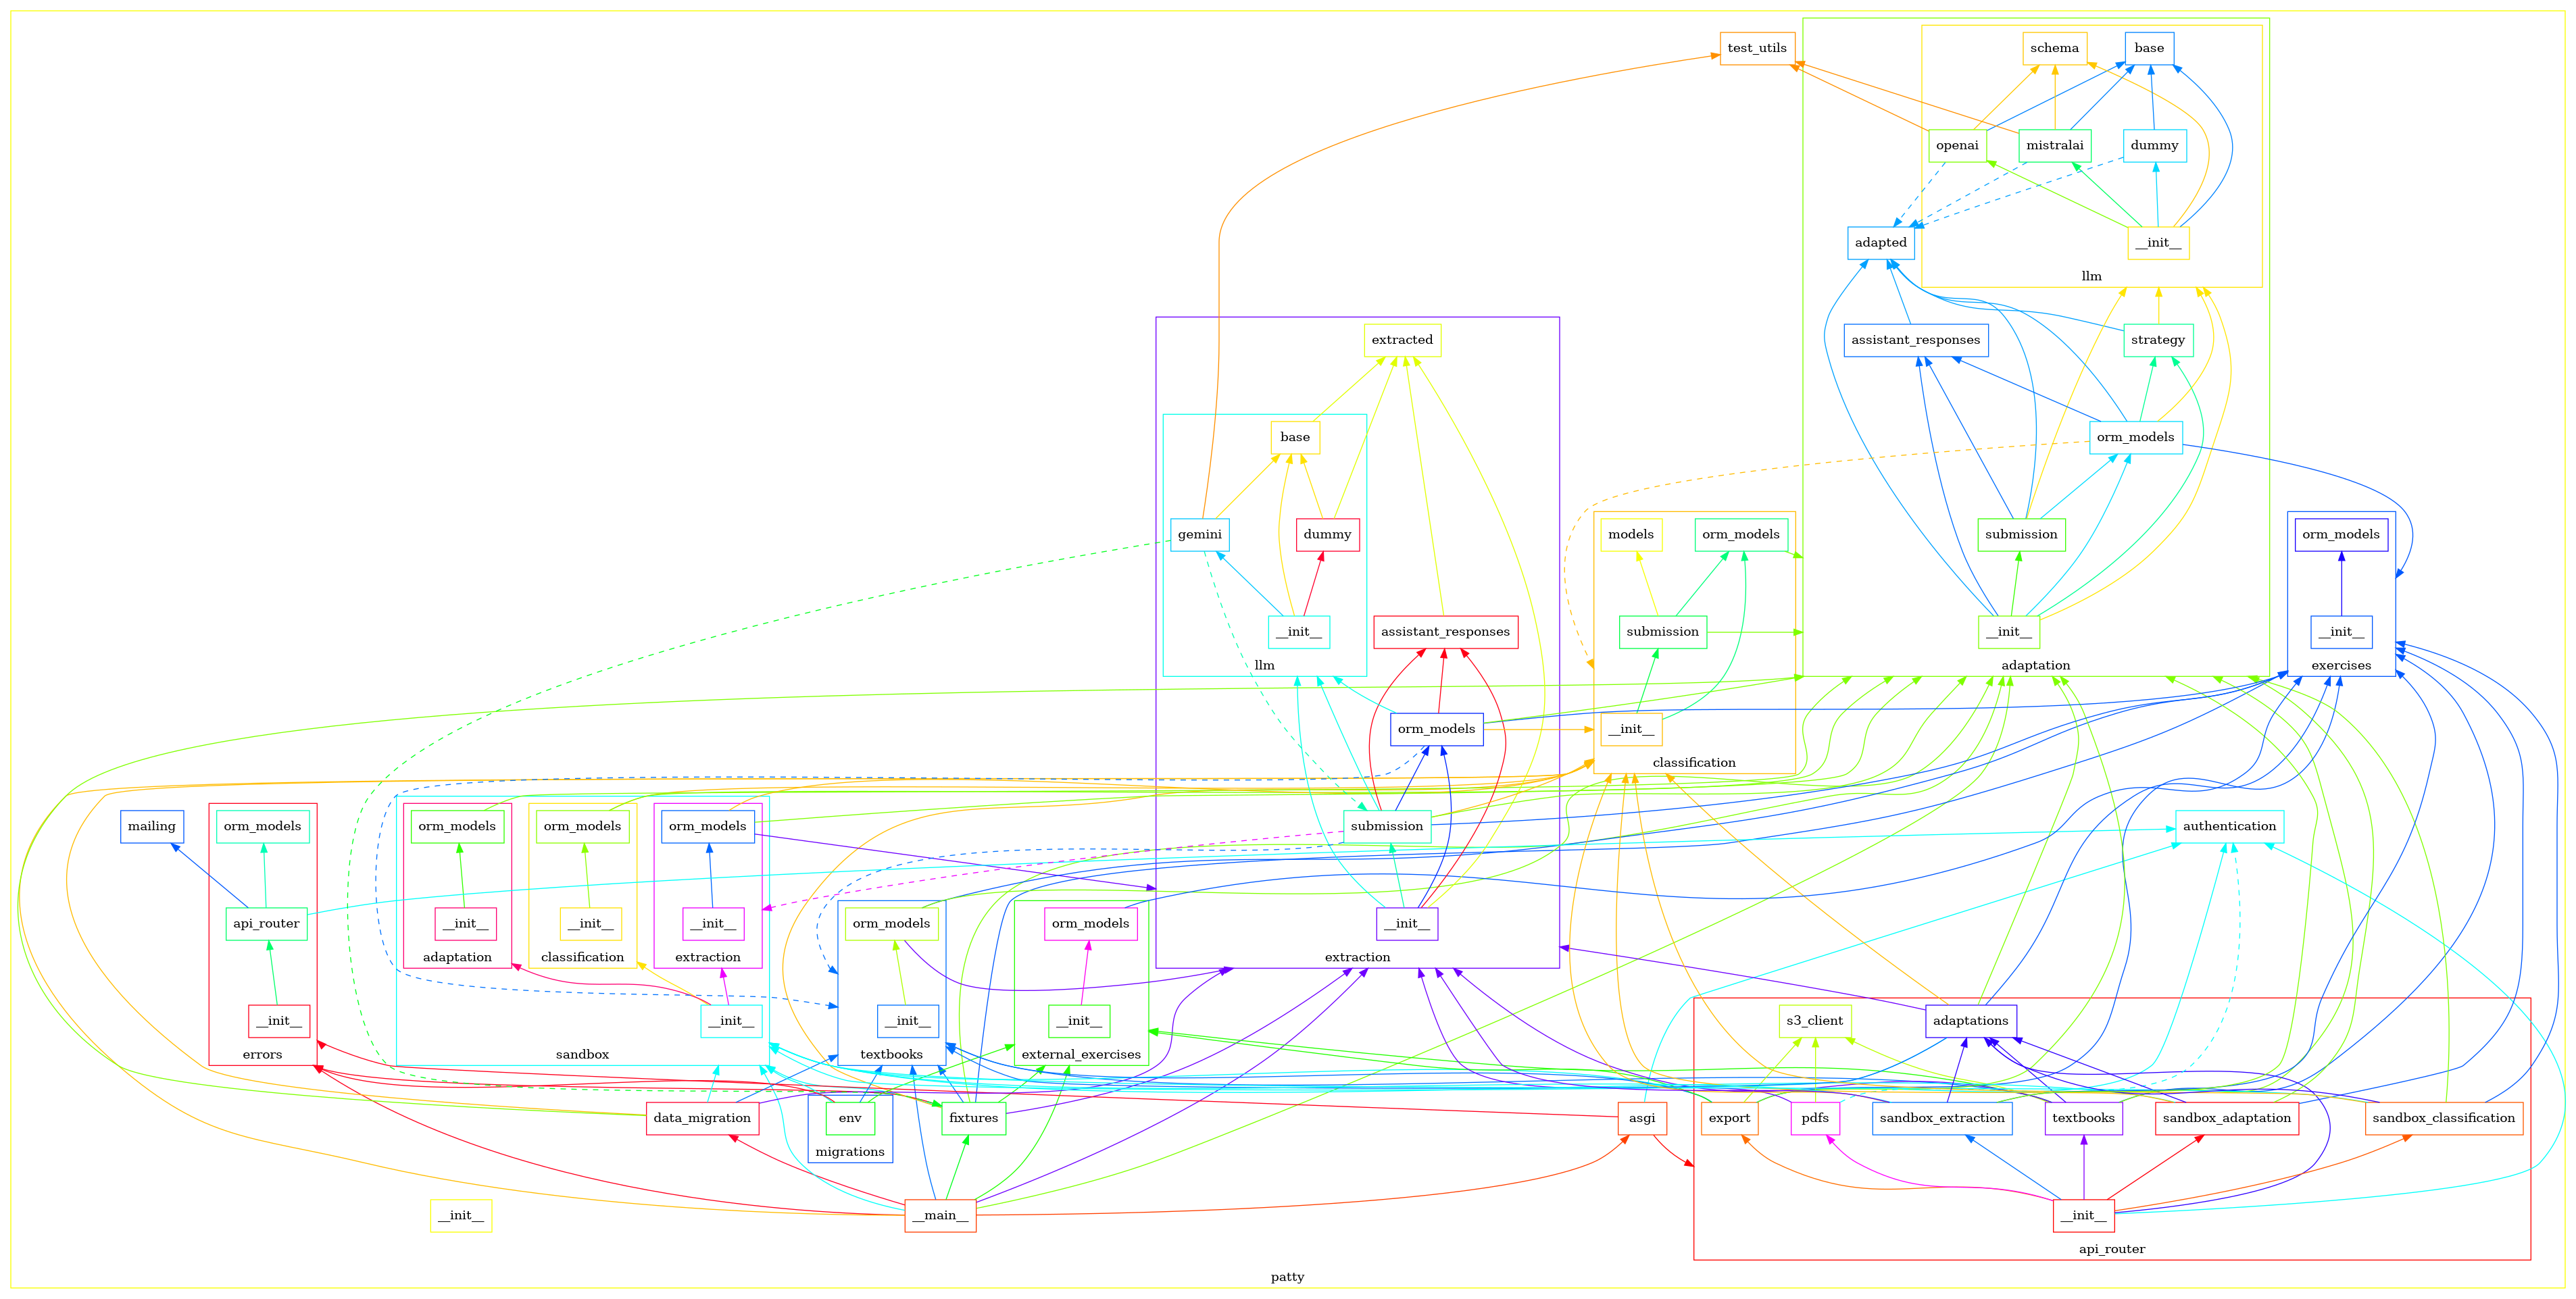 test_utils
schema
base
openai
mistralai
dummy
adapted
__init__
llm
extracted
assistant_responses
strategy
base
orm_models
gemini
dummy
models
orm_models
submission
orm_models
__init__
assistant_responses
submission
__init__
__init__
llm
adaptation
exercises
orm_models
__init__
classification
mailing
orm_models
orm_models
orm_models
orm_models
submission
authentication
api_router
__init__
__init__
__init__
orm_models
orm_models
__init__
adaptation
classification
extraction
extraction
__init__
__init__
__init__
__init__
s3_client
adaptations
errors
sandbox
textbooks
external_exercises
data_migration
env
fixtures
asgi
export
pdfs
sandbox_extraction
textbooks
sandbox_adaptation
sandbox_classification
migrations
__init__
__main__
__init__
api_router
patty